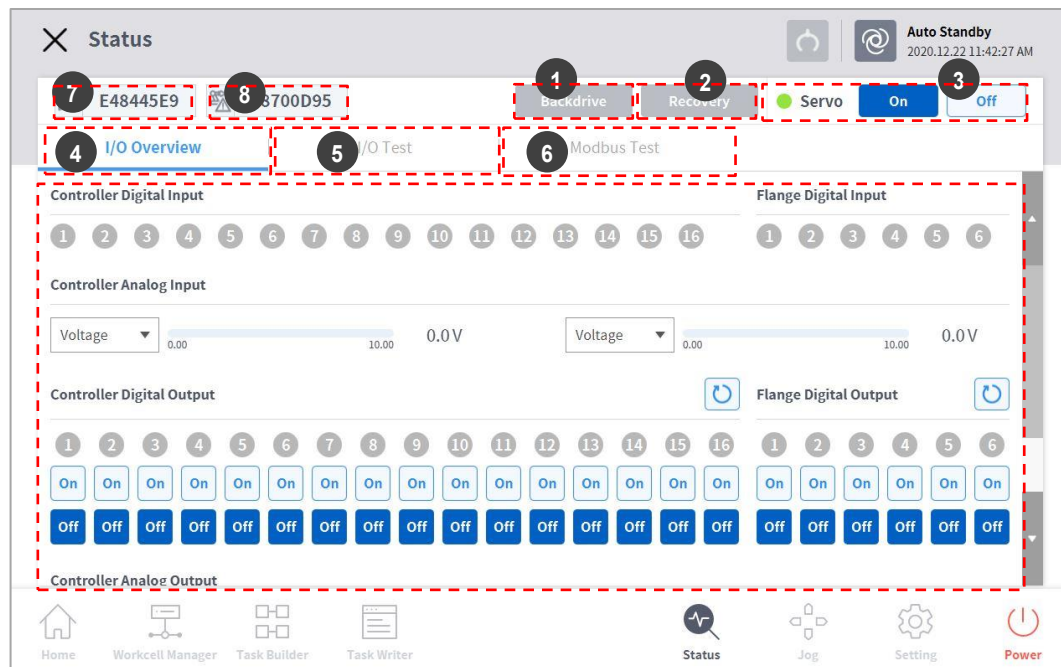 Status
Auto Standby
2020.12.22 11:42:27 AM
7 E48445E9
8 3700D95
1 Backdrive
2 Recovery
3 Servo On Off
4 I/O Overview
5 I/O Test
6 Modbus Test
Controller Digital Input
1 2 3 4 5 6 7 8 9 10 11 12 13 14 15 16
Flange Digital Input
1 2 3 4 5 6
Controller Analog Input
Voltage 0.00 10.00 0.0 V
Voltage 0.00 10.00 0.0 V
Controller Digital Output
1 2 3 4 5 6 7 8 9 10 11 12 13 14 15 16
On On On On On On On On On On On On On On On On
Off Off Off Off Off Off Off Off Off Off Off Off Off Off Off Off
Flange Digital Output
1 2 3 4 5 6
On On On On On On
Off Off Off Off Off Off
Controller Analog Output
Home Workcell Manager Task Builder Task Writer Status Jog Setting Power